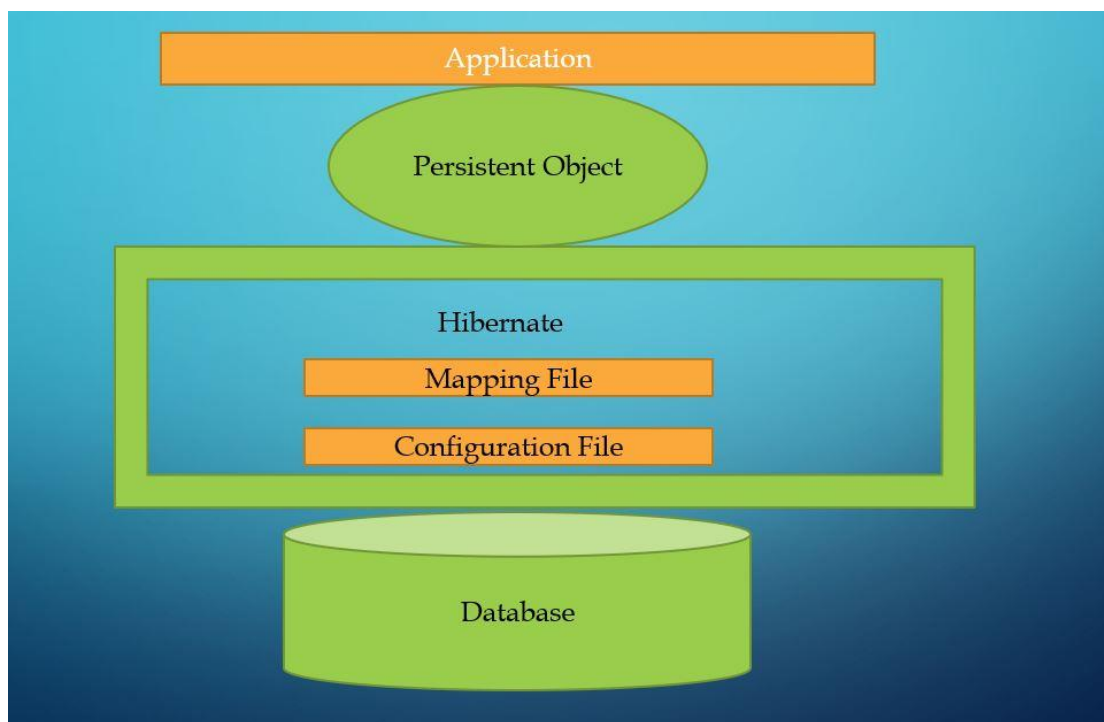 Application
Persistent Object
Hibernate
Mapping File
Configuration File
Database